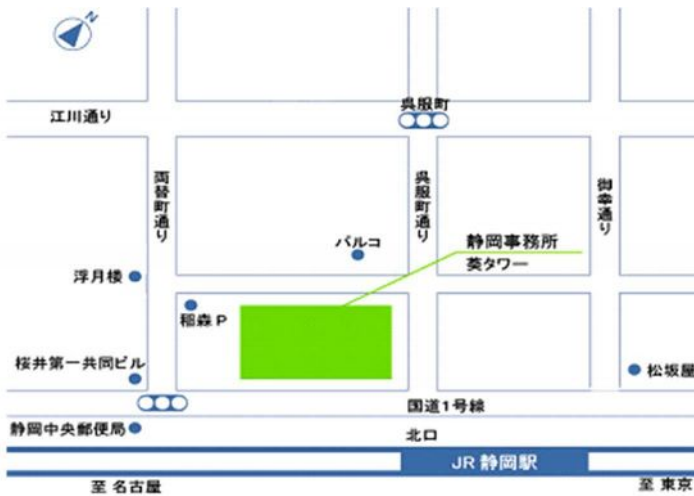 N
呉服町
江川通り
両替町通り
呉服町通り
御幸通り
パルコ
静岡事務所
葵タワー
浮月楼
稲森 P
桜井第一共同ビル
松坂屋
国道1号線
静岡中央郵便局
北口
JR 静岡駅
至 名古屋
至 東京